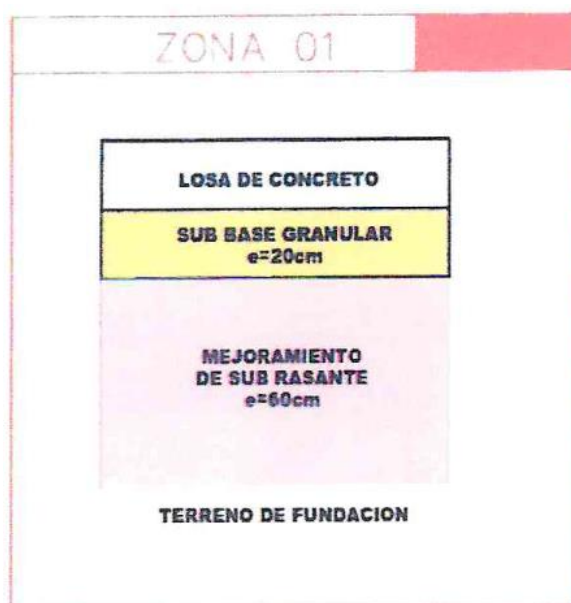 ZONA 01
LOSA DE CONCRETO
SUB BASE GRANULAR
e=20cm
MEJORAMIENTO
DE SUB RASANTE
e=60cm
TERRENO DE FUNDACION